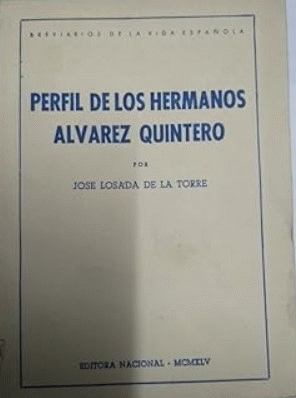 BREVIARIOS DE LA VIDA ESPAÑOLA
PERFIL DE LOS HERMANOS
ALVAREZ QUINTERO
POR
JOSE LOSADA DE LA TORRE
EDITORA NACIONAL - MCMXLV